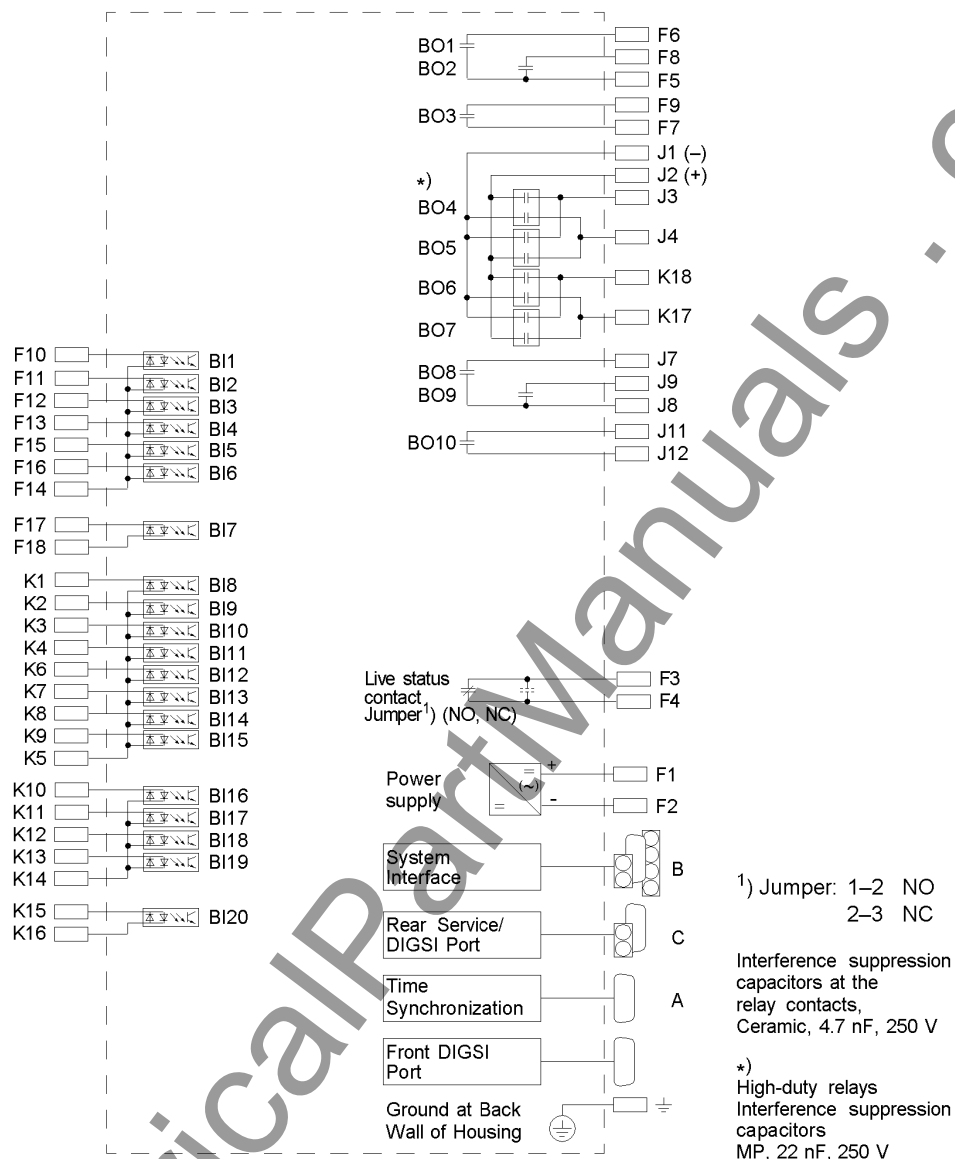 BO1
BO2
F6
F8
F5
BO3
F9
F7
J1 (–)
J2 (+)
*)
BO4
J3
BO5
J4
BO6
K18
BO7
K17
BO8
BO9
J7
J9
J8
BO10
J11
J12
F10
BI1
F11
BI2
F12
BI3
F13
BI4
F15
BI5
F16
BI6
F14
F17
BI7
F18
K1
BI8
K2
BI9
K3
BI10
K4
BI11
K6
BI12
K7
BI13
K8
BI14
K9
BI15
K5
K10
BI16
K11
BI17
K12
BI18
K13
BI19
K14
K15
BI20
K16
Live status
contact
Jumper¹) (NO, NC)
F3
F4
Power
supply
=
(~)
=
+
-
F1
F2
System
Interface
B
Rear Service/
DIGSI Port
C
Time
Synchronization
A
Front DIGSI
Port
Ground at Back
Wall of Housing
¹) Jumper: 1–2 NO
2–3 NC
Interference suppression
capacitors at the
relay contacts,
Ceramic, 4.7 nF, 250 V
*)
High-duty relays
Interference suppression
capacitors
MP, 22 nF, 250 V
icalPartManuals .